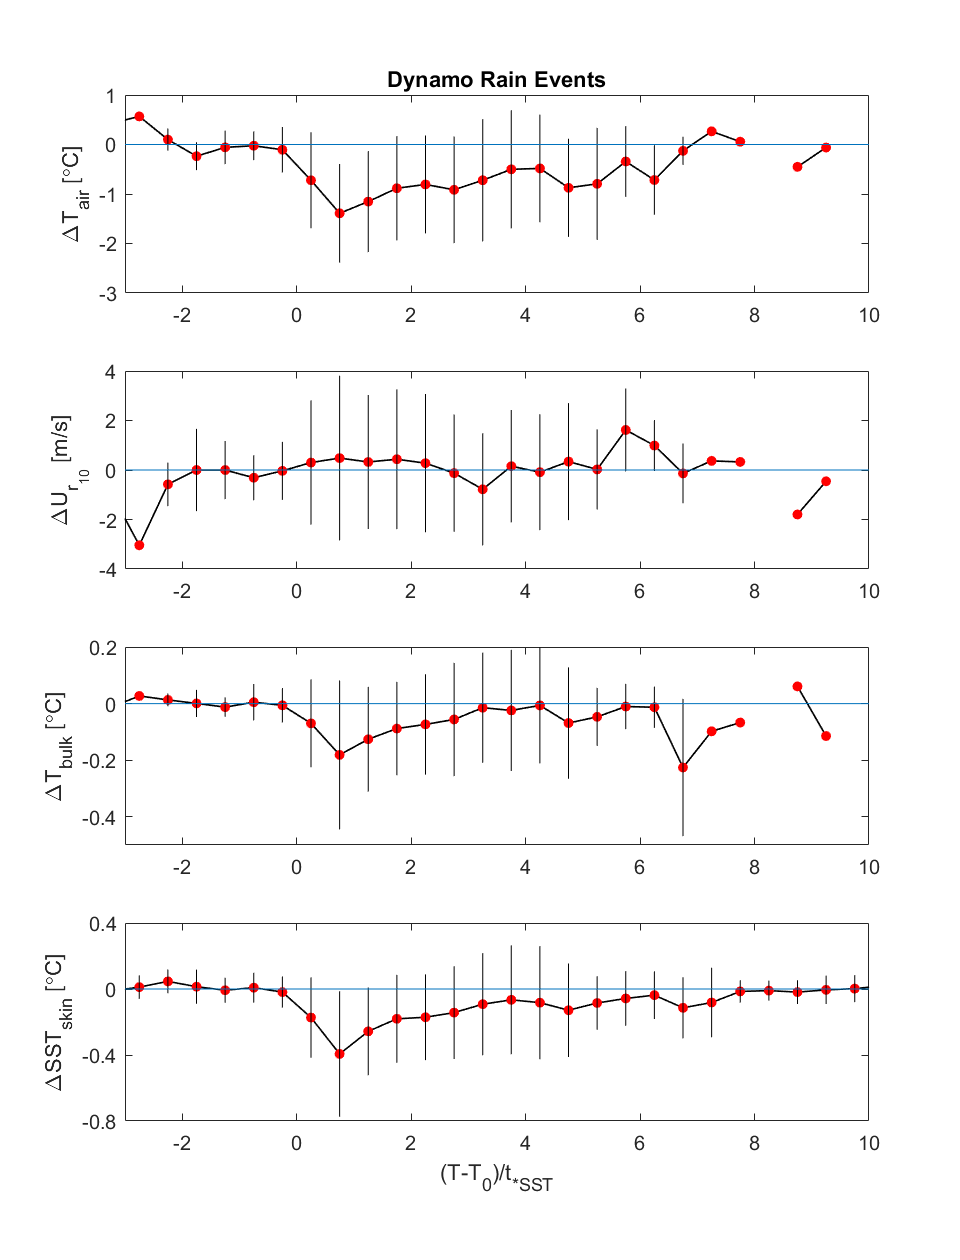 Dynamo Rain Events
1
0
-1
-2
-3
ΔT_air [°C]
-2 0 2 4 6 8 10
4
2
0
-2
-4
ΔU_r_10 [m/s]
-2 0 2 4 6 8 10
0.2
0
-0.2
-0.4
ΔT_bulk [°C]
-2 0 2 4 6 8 10
0.4
0
-0.4
-0.8
ΔSST_skin [°C]
-2 0 2 4 6 8 10
(T-T_0)/t_*SST